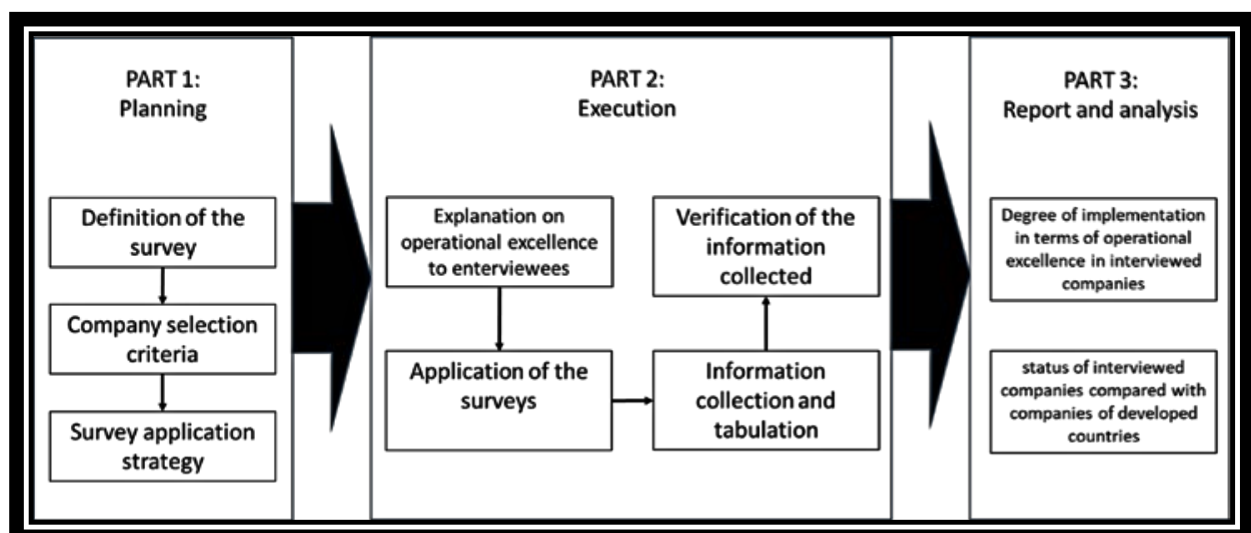 PART 1:
Planning
Definition of the
survey
Company selection
criteria
Survey application
strategy
PART 2:
Execution
Explanation on
operational excellence
to enterviewees
Application of the
surveys
Information
collection and
tabulation
Verification of the
information
collected
PART 3:
Report and analysis
Degree of implementation
in terms of operational
excellence in interviewed
companies
status of interviewed
companies compared with
companies of developed
countries